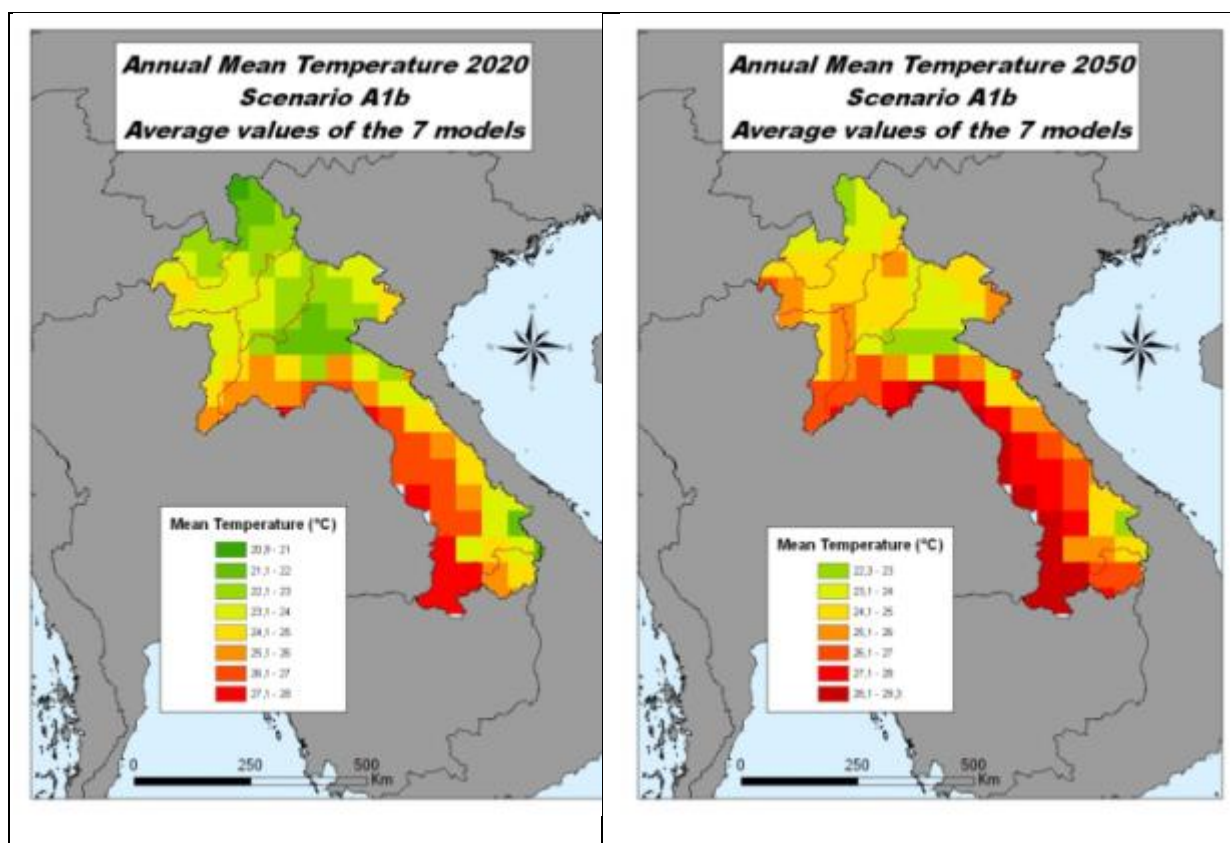 Annual Mean Temperature 2020
Scenario A1b
Average values of the 7 models
Mean Temperature (°C)
20,9 - 21
21,1 - 22
22,1 - 23
23,1 - 24
24,1 - 25
25,1 - 26
26,1 - 27
27,1 - 28
0 250 500
Km
Annual Mean Temperature 2050
Scenario A1b
Average values of the 7 models
Mean Temperature (°C)
22,3 - 23
23,1 - 24
24,1 - 25
25,1 - 26
26,1 - 27
27,1 - 28
28,1 - 29,3
0 250 500
Km